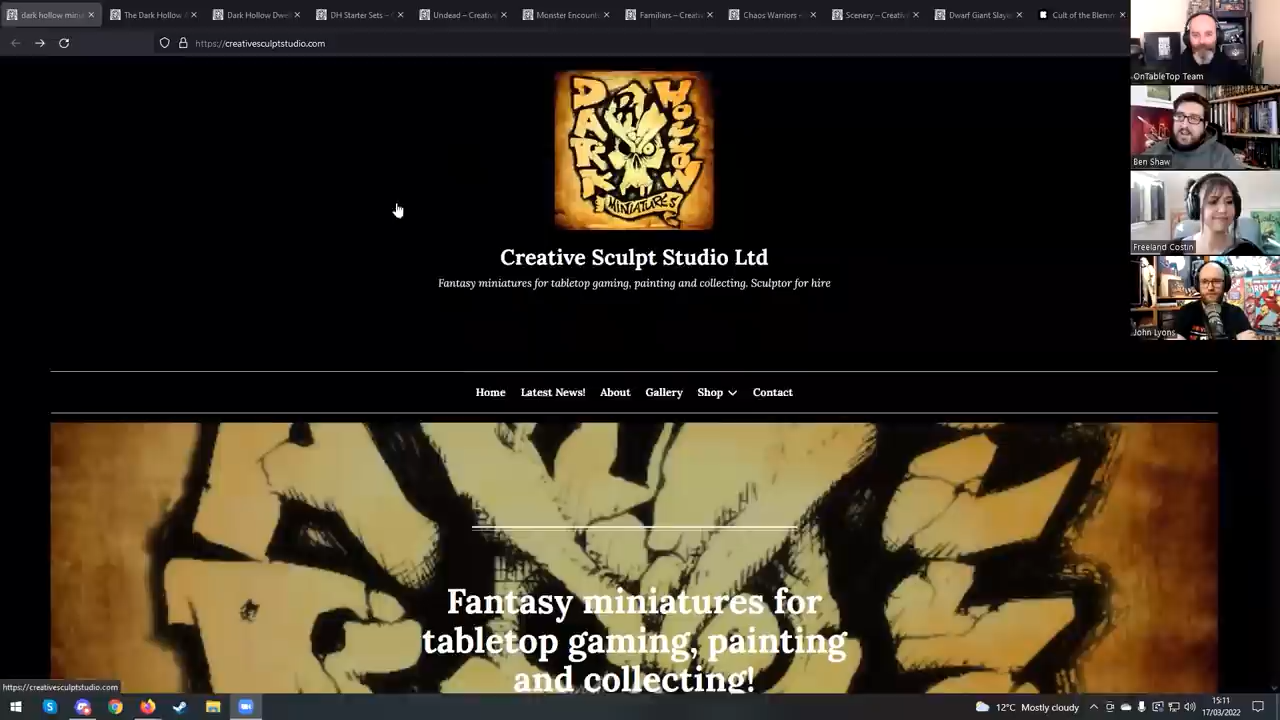 dark hollow min
The Dark Hollow
Dark Hollow Dwel
DH Starter Sets –
Undead – Creativ
Monster Encount
Familiars – Creati
Chaos Warriors –
Scenery – Creativ
Dwarf Giant Slaye
Cult of the Blemm
https://creativesculptstudio.com
OnTableTop Team
Ben Shaw
Freeland Costin
John Lyons
DARK HOLLOW
MINIATURES
Creative Sculpt Studio Ltd
Fantasy miniatures for tabletop gaming, painting and collecting. Sculptor for hire
Home Latest News! About Gallery Shop Contact
Fantasy miniatures for
tabletop gaming, painting
and collecting!
https://creativesculptstudio.com
12°C Mostly cloudy
15:11
17/03/2022